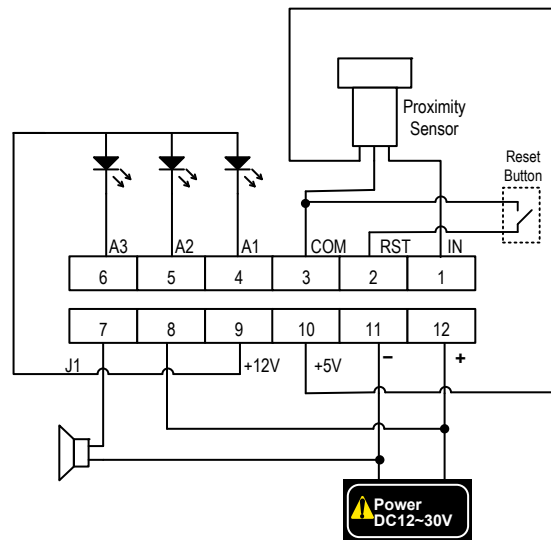 Proximity
Sensor
Reset
Button
A3
A2
A1
COM
RST
IN
6
5
4
3
2
1
7
8
9
10
11
12
J1
+12V
+5V
−
+
Power
DC12~30V